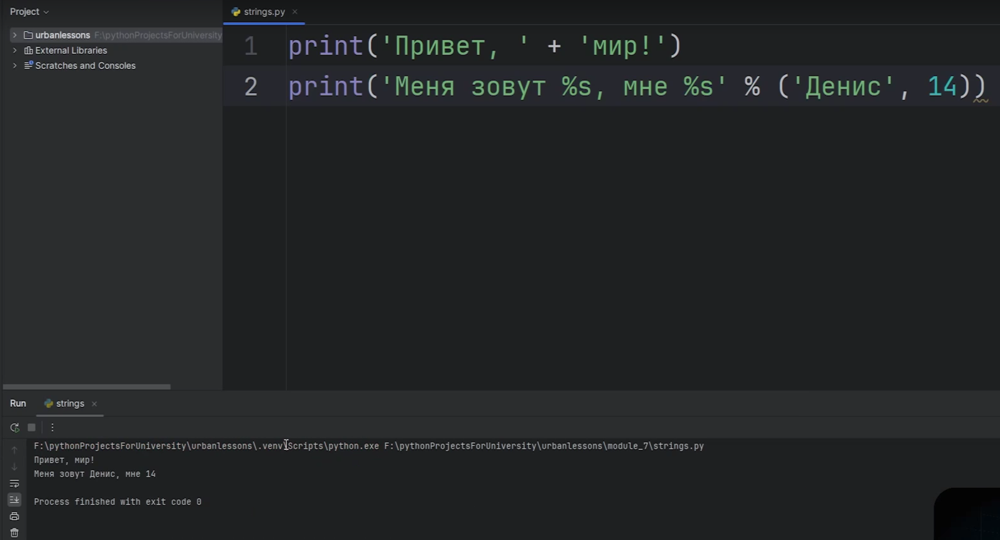 Project
strings.py
urbanlessons F:\pythonProjectsForUniversity
External Libraries
Scratches and Consoles
1 print('Привет, ' + 'мир!')
2 print('Меня зовут %s, мне %s' % ('Денис', 14))
Run strings
F:\pythonProjectsForUniversity\urbanlessons\.venv\Scripts\python.exe F:\pythonProjectsForUniversity\urbanlessons\module_7\strings.py
Привет, мир!
Меня зовут Денис, мне 14
Process finished with exit code 0